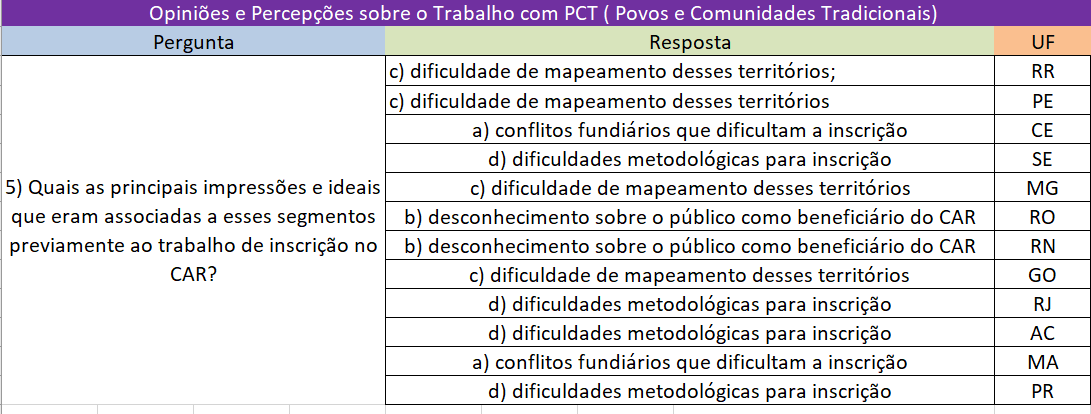 Opiniões e Percepções sobre o Trabalho com PCT ( Povos e Comunidades Tradicionais)
Pergunta Resposta UF
5) Quais as principais impressões e ideais
que eram associadas a esses segmentos
previamente ao trabalho de inscrição no
CAR?
c) dificuldade de mapeamento desses territórios; RR
c) dificuldade de mapeamento desses territórios PE
a) conflitos fundiários que dificultam a inscrição CE
d) dificuldades metodológicas para inscrição SE
c) dificuldade de mapeamento desses territórios MG
b) desconhecimento sobre o público como beneficiário do CAR RO
b) desconhecimento sobre o público como beneficiário do CAR RN
c) dificuldade de mapeamento desses territórios GO
d) dificuldades metodológicas para inscrição RJ
d) dificuldades metodológicas para inscrição AC
a) conflitos fundiários que dificultam a inscrição MA
d) dificuldades metodológicas para inscrição PR